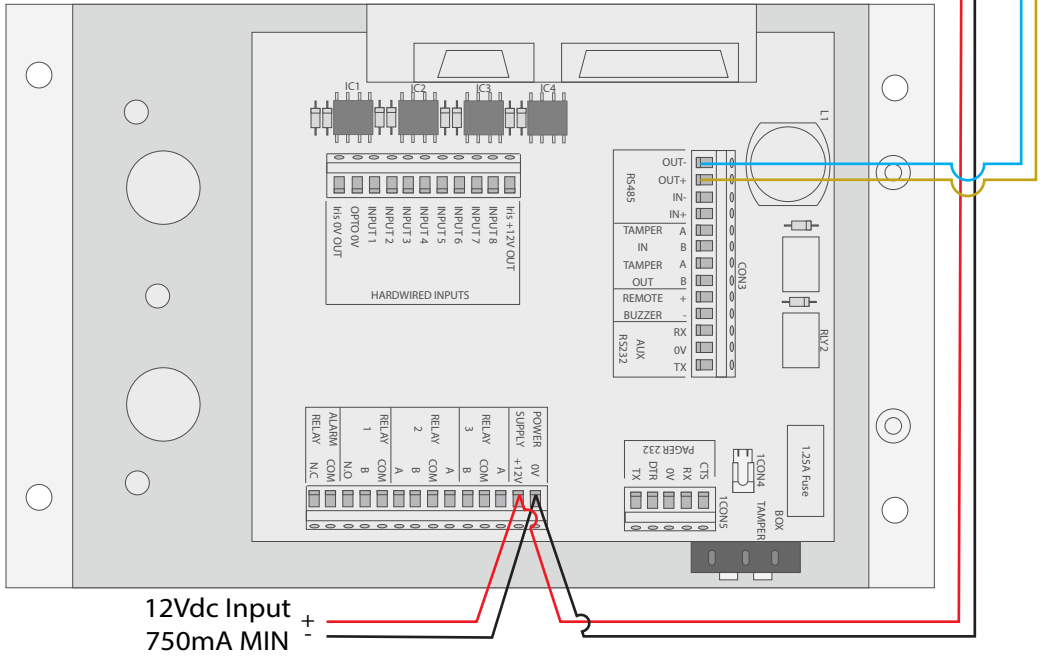 IC1
IC2
IC3
IC4
L1
Iris 0V OUT
OPTO 0V
INPUT 1
INPUT 2
INPUT 3
INPUT 4
INPUT 5
INPUT 6
INPUT 7
INPUT 8
Iris +12V OUT
HARDWIRED INPUTS
RS485
OUT-
OUT+
IN-
IN+
TAMPER A
IN B
TAMPER A
OUT B
REMOTE +
BUZZER -
AUX
RS232
RX
0V
TX
CON3
RLY2
ALARM COM
RELAY N.C
RELAY COM
1 B
N.O
A
RELAY COM
2 B
A
RELAY COM
3 B
A
POWER 0V
SUPPLY +12V
PAGER 232
TX
DTR
0V
RX
CTS
1CON4
1CON5
1.25A Fuse
BOX
TAMPER
12Vdc Input +
750mA MIN -